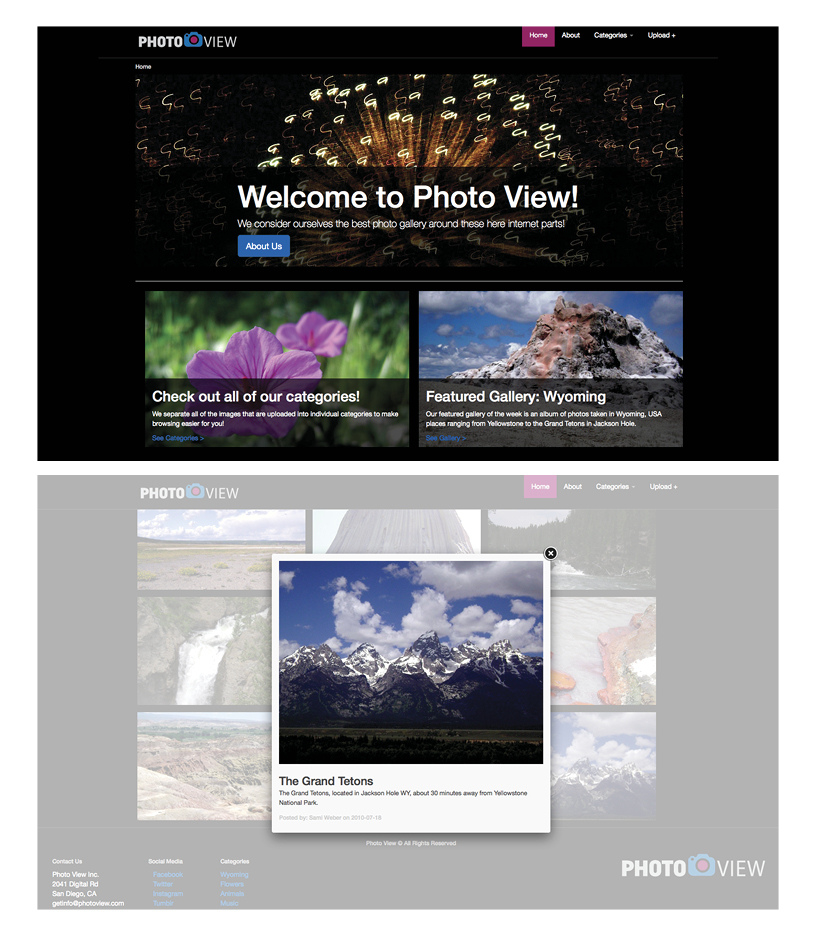 PHOTO VIEW
Home About Categories Upload +
Home
Welcome to Photo View!
We consider ourselves the best photo gallery around these here internet parts!
About Us
Check out all of our categories!
We separate all of the images that are uploaded into individual categories to make
browsing easier for you!
See Categories >
Featured Gallery: Wyoming
Our featured gallery of the week is an album of photos taken in Wyoming, USA
places ranging from Yellowstone to the Grand Tetons in Jackson Hole.
See Gallery >
PHOTO VIEW
Home About Categories Upload +
The Grand Tetons
The Grand Tetons, located in Jackson Hole WY, about 30 minutes away from Yellowstone
National Park.
Posted by: Sami Weber on 2010-07-18
Photo View © All Rights Reserved
Contact Us
Photo View Inc.
2041 Digital Rd
San Diego, CA
getinfo@photoview.com
Social Media
Facebook
Twitter
Instagram
Tumblr
Categories
Wyoming
Flowers
Animals
Music
PHOTO VIEW